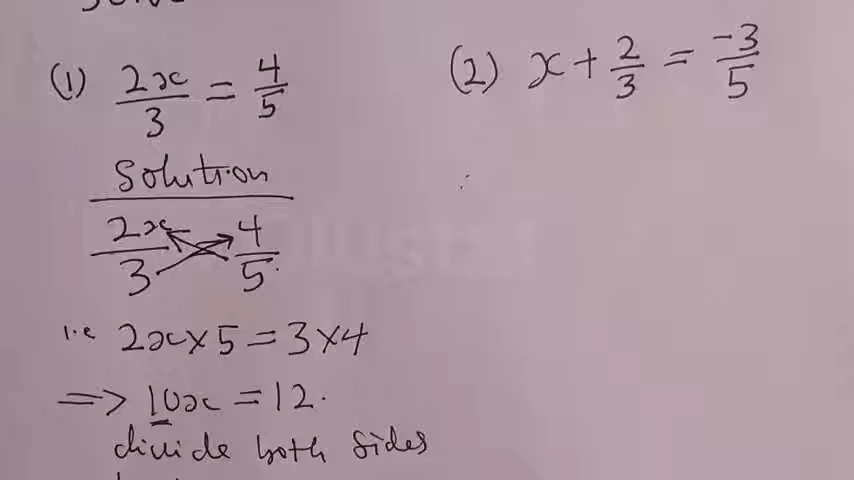 SOLVE
(1) 2x/3 = 4/5
Solution
2x/3 4/5.
i.e 2x×5 = 3×4
=> 10x = 12.
divide both sides
(2) x + 2/3 = -3/5